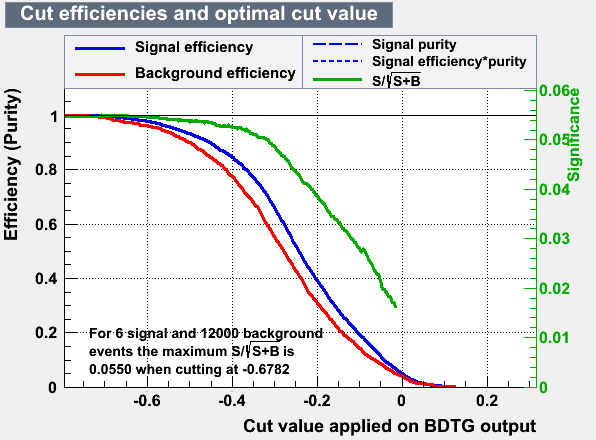 Cut efficiencies and optimal cut value
Signal efficiency
Background efficiency
Signal purity
Signal efficiency*purity
S/√S+B
Efficiency (Purity)
1
0.8
0.6
0.4
0.2
0
0.06
0.05
0.04
0.03
0.02
0.01
0
Significance
For 6 signal and 12000 background
events the maximum S/√S+B is
0.0550 when cutting at -0.6782
-0.6 -0.4 -0.2 0 0.2
Cut value applied on BDTG output